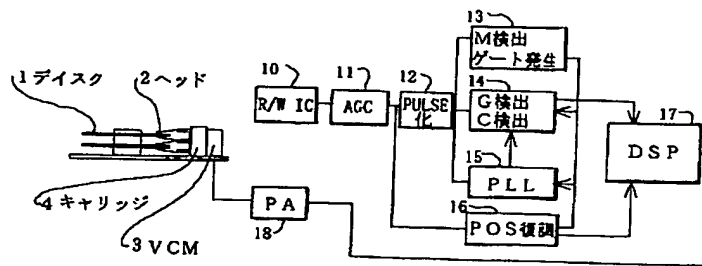 1ディスク
2ヘッド
4キャリッジ
3VCM
10
R/W IC
11
AGC
12
PULSE
化
13
M検出
ゲート発生
14
G検出
C検出
15
PLL
16
POS復調
17
DSP
PA
18